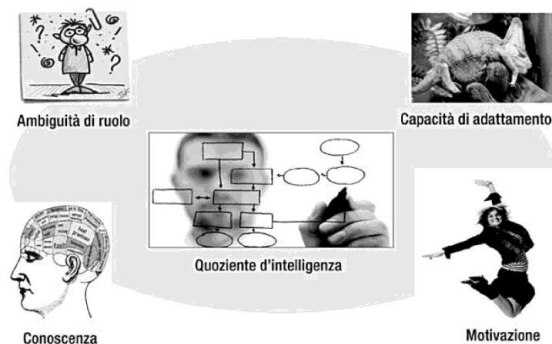 Ambiguità di ruolo
Capacità di adattamento
Quoziente d'intelligenza
Conoscenza
Motivazione